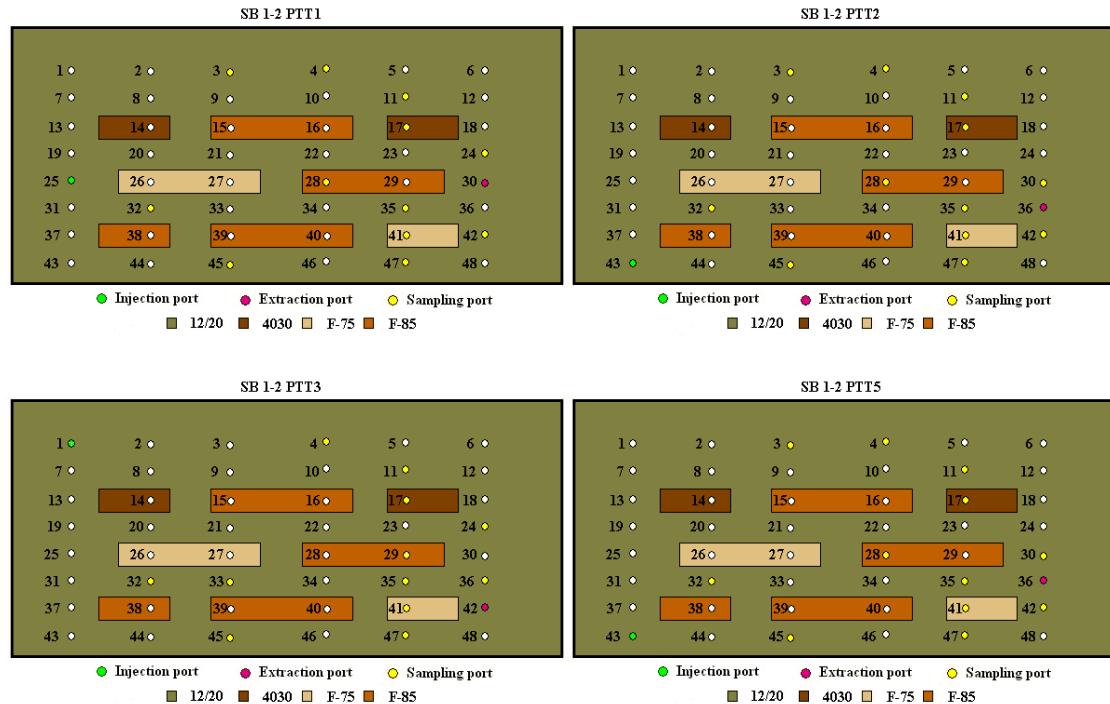 SB 1-2 PTT1
1 2 3 4 5 6
7 8 9 10 11 12
13 14 15 16 17 18
19 20 21 22 23 24
25 26 27 28 29 30
31 32 33 34 35 36
37 38 39 40 41 42
43 44 45 46 47 48
Injection port Extraction port Sampling port
12/20 4030 F-75 F-85
SB 1-2 PTT2
1 2 3 4 5 6
7 8 9 10 11 12
13 14 15 16 17 18
19 20 21 22 23 24
25 26 27 28 29 30
31 32 33 34 35 36
37 38 39 40 41 42
43 44 45 46 47 48
Injection port Extraction port Sampling port
12/20 4030 F-75 F-85
SB 1-2 PTT3
1 2 3 4 5 6
7 8 9 10 11 12
13 14 15 16 17 18
19 20 21 22 23 24
25 26 27 28 29 30
31 32 33 34 35 36
37 38 39 40 41 42
43 44 45 46 47 48
Injection port Extraction port Sampling port
12/20 4030 F-75 F-85
SB 1-2 PTT5
1 2 3 4 5 6
7 8 9 10 11 12
13 14 15 16 17 18
19 20 21 22 23 24
25 26 27 28 29 30
31 32 33 34 35 36
37 38 39 40 41 42
43 44 45 46 47 48
Injection port Extraction port Sampling port
12/20 4030 F-75 F-85